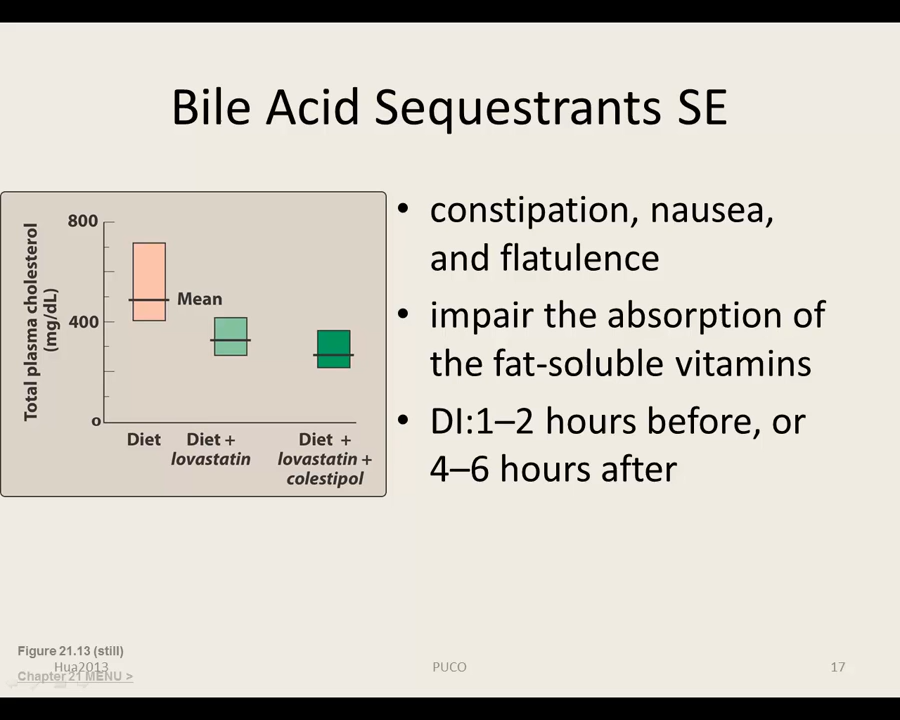 Bile Acid Sequestrants SE
Total plasma cholesterol
(mg/dL)
800
400
0
Mean
Diet
Diet +
lovastatin
Diet +
lovastatin +
colestipol
• constipation, nausea,
and flatulence
• impair the absorption of
the fat-soluble vitamins
• DI:1–2 hours before, or
4–6 hours after
Figure 21.13 (still)
Hua2013
Chapter 21 MENU >
PUCO
17